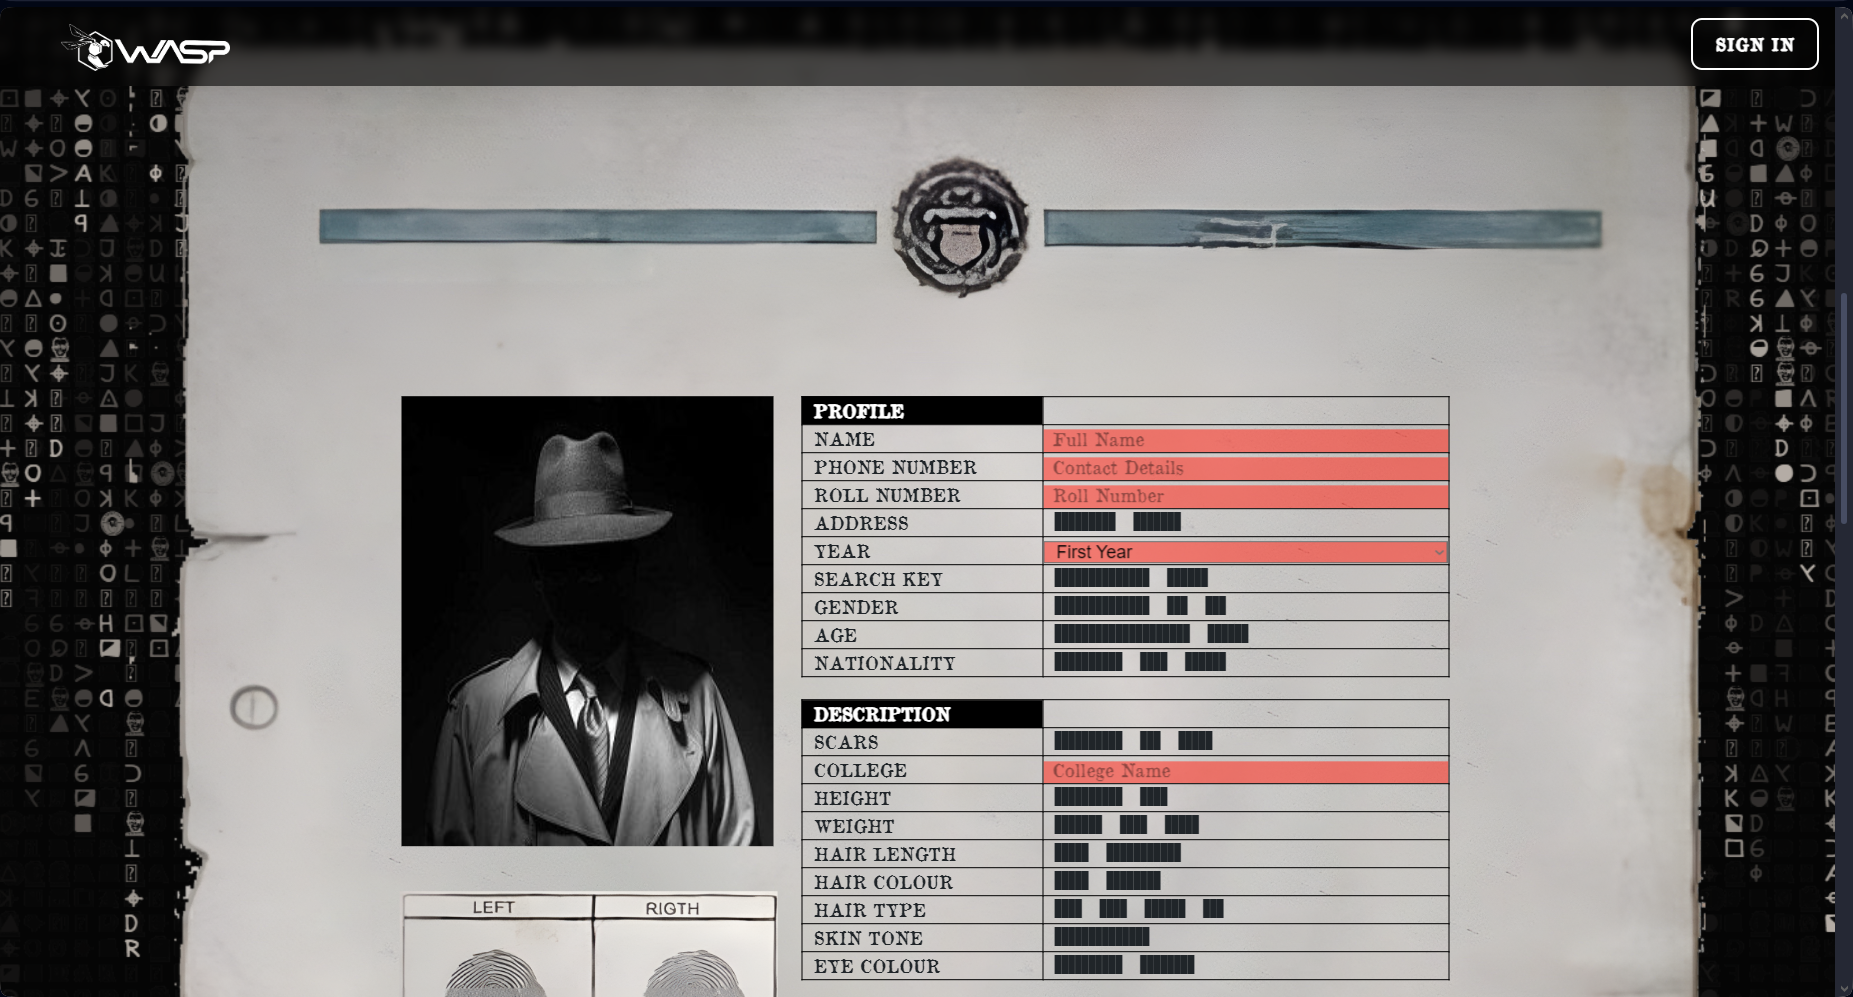 WASP
SIGN IN
PROFILE
NAME Full Name
PHONE NUMBER Contact Details
ROLL NUMBER Roll Number
ADDRESS
YEAR First Year
SEARCH KEY
GENDER
AGE
NATIONALITY
DESCRIPTION
SCARS
COLLEGE College Name
HEIGHT
WEIGHT
HAIR LENGTH
HAIR COLOUR
HAIR TYPE
SKIN TONE
EYE COLOUR
LEFT RIGTH